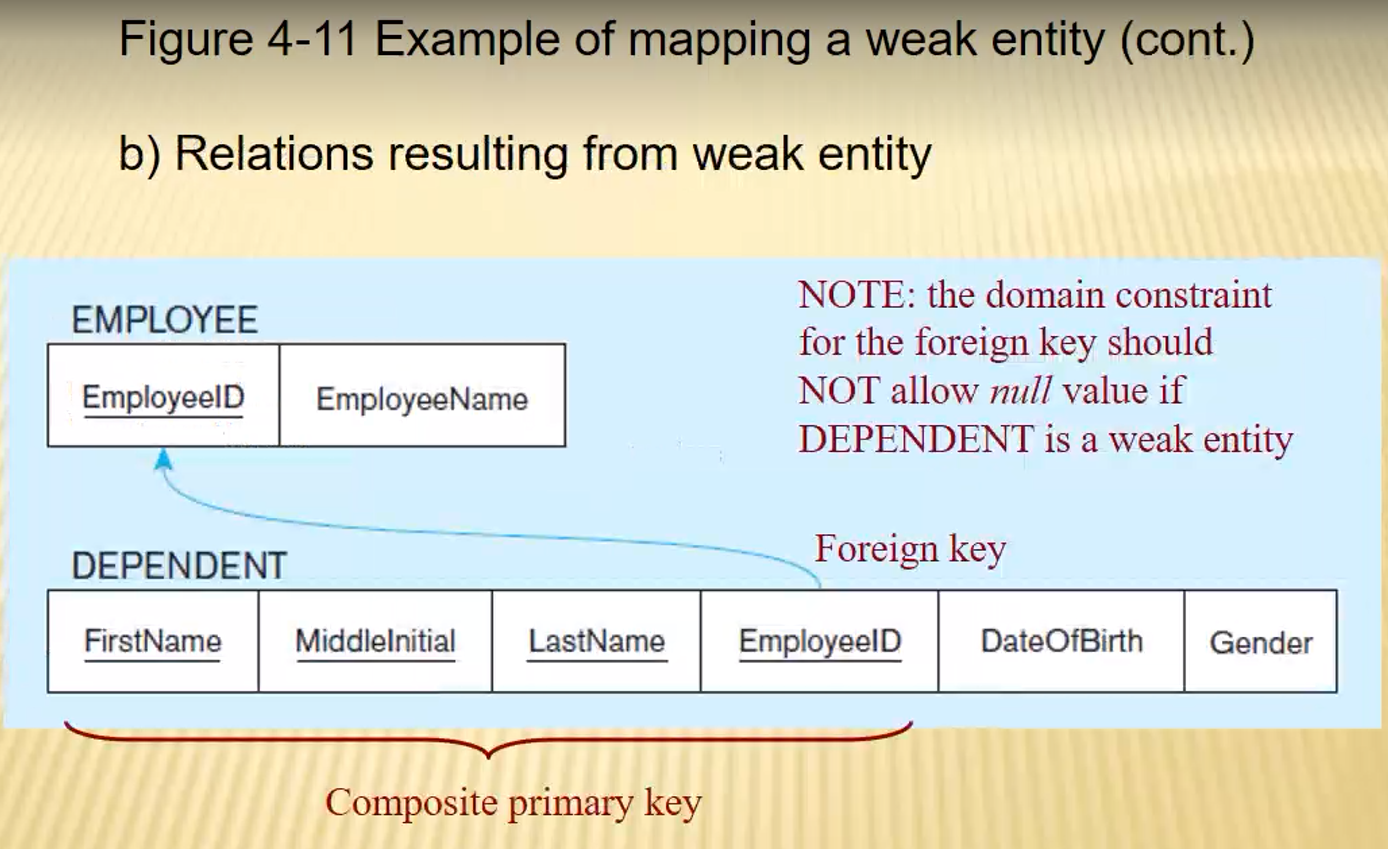 Figure 4-11 Example of mapping a weak entity (cont.)
b) Relations resulting from weak entity
NOTE: the domain constraint
for the foreign key should
NOT allow null value if
DEPENDENT is a weak entity
EMPLOYEE
EmployeeID EmployeeName
Foreign key
DEPENDENT
FirstName MiddleInitial LastName EmployeeID DateOfBirth Gender
Composite primary key